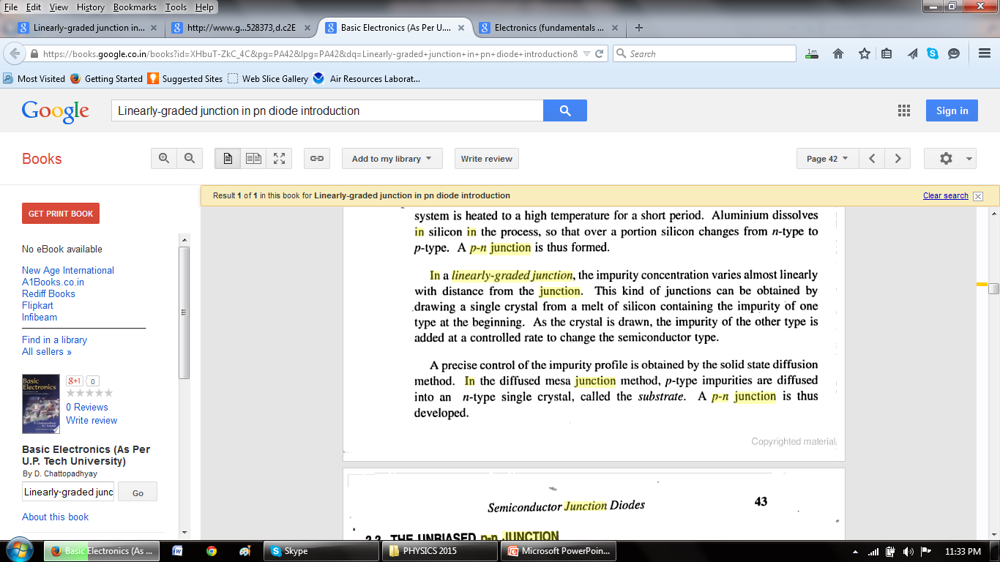 File Edit View History Bookmarks Tools Help
Linearly-graded junction in... × http://www.g...528373,d.c2E × Basic Electronics (As Per U.... × Electronics (fundamentals ... × +
https://books.google.co.in/books?id=XHbuT-ZkC_4C&pg=PA42&lpg=PA42&dq=Linearly-graded+junction+in+pn+diode+introduction& Search 1m
Most Visited Getting Started Suggested Sites Web Slice Gallery Air Resources Laborat...
Google Linearly-graded junction in pn diode introduction Sign in
Books Add to my library Write review Page 42
Result 1 of 1 in this book for Linearly-graded junction in pn diode introduction Clear search
GET PRINT BOOK
No eBook available
New Age International
A1Books.co.in
Rediff Books
Flipkart
Infibeam
Find in a library
All sellers »
Basic Electronics
g+1 0
0 Reviews
Write review
Basic Electronics (As Per
U.P. Tech University)
By D. Chattopadhyay
Linearly-graded junc Go
About this book
system is heated to a high temperature for a short period. Aluminium dissolves
in silicon in the process, so that over a portion silicon changes from n-type to
p-type. A p-n junction is thus formed.
In a linearly-graded junction, the impurity concentration varies almost linearly
with distance from the junction. This kind of junctions can be obtained by
drawing a single crystal from a melt of silicon containing the impurity of one
type at the beginning. As the crystal is drawn, the impurity of the other type is
added at a controlled rate to change the semiconductor type.
A precise control of the impurity profile is obtained by the solid state diffusion
method. In the diffused mesa junction method, p-type impurities are diffused
into an n-type single crystal, called the substrate. A p-n junction is thus
developed.
Copyrighted material
Semiconductor Junction Diodes 43
THE UNBIASED p-n JUNCTION
Basic Electronics (As ... Skype PHYSICS 2015 Microsoft PowerPoin... 11:33 PM